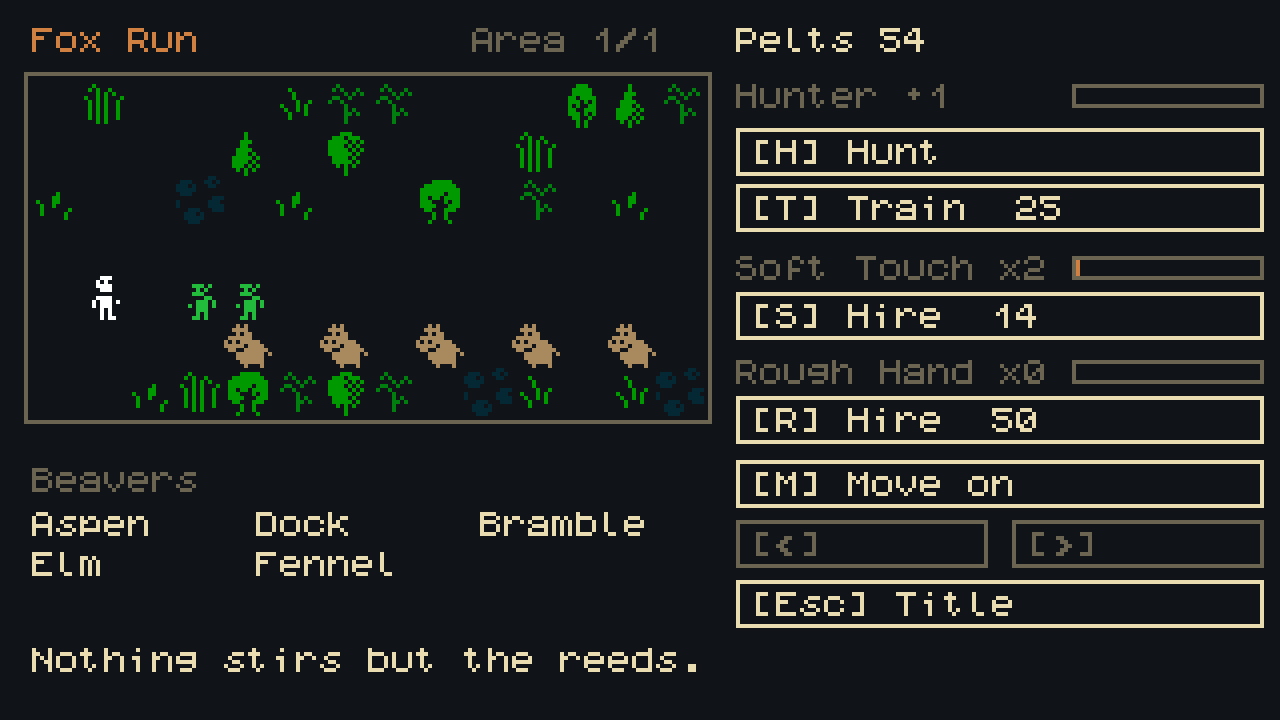 Fox Run
Area 1/1
Pelts 54
Hunter +1
[H] Hunt
[T] Train 25
Soft Touch x2
[S] Hire 14
Rough Hand x0
[R] Hire 50
[M] Move on
[<] [>]
[Esc] Title
Beavers
Aspen Dock Bramble
Elm Fennel
Nothing stirs but the reeds.